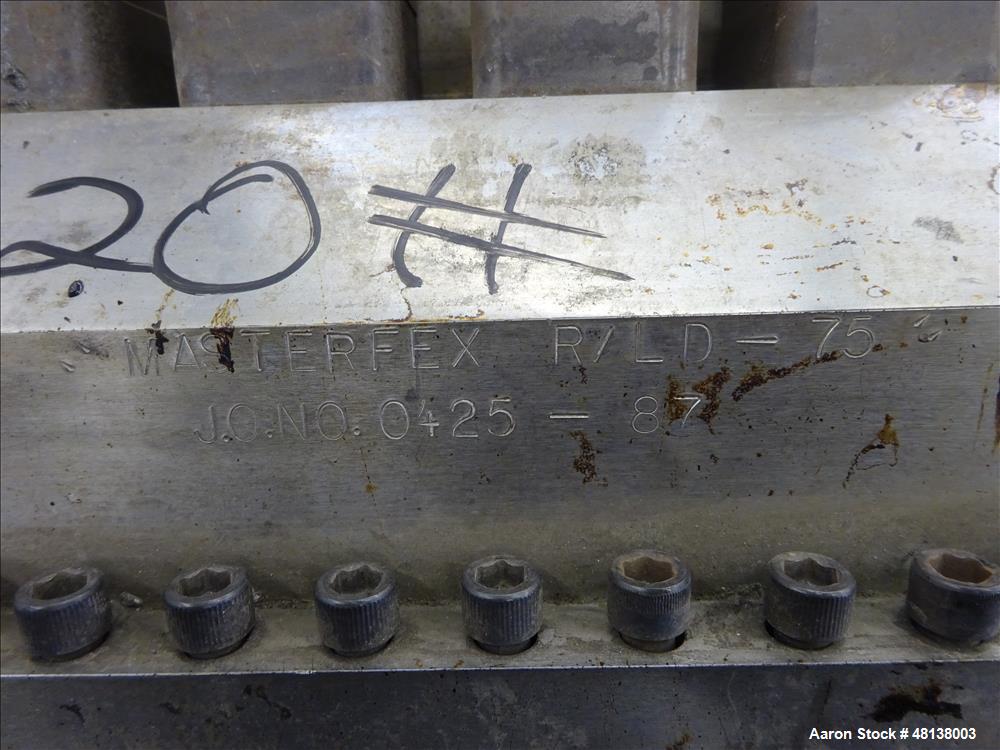 20 #
MASTERFEX R/LD - 75
J.O.NO. 0425 - 87
Aaron Stock # 48138003